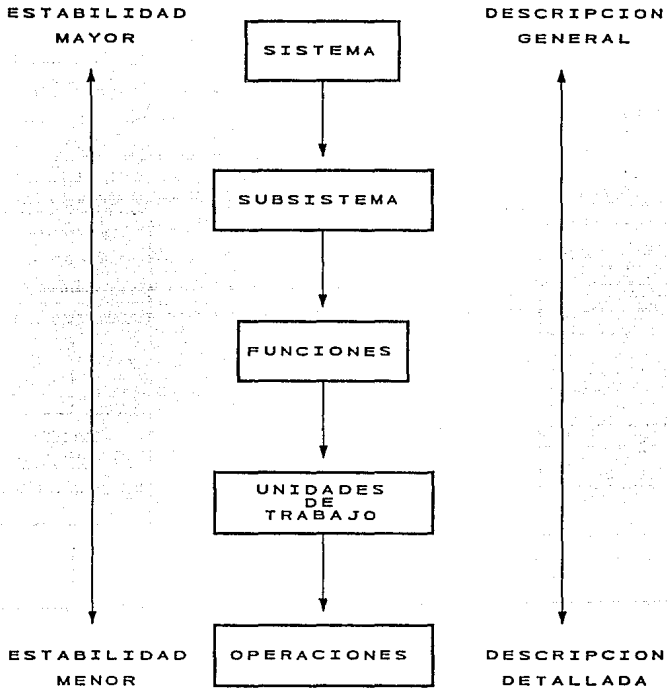 ESTABILIDAD
MAYOR
DESCRIPCION
GENERAL
SISTEMA
SUBSISTEMA
FUNCIONES
UNIDADES
DE
TRABAJO
OPERACIONES
ESTABILIDAD
MENOR
DESCRIPCION
DETALLADA